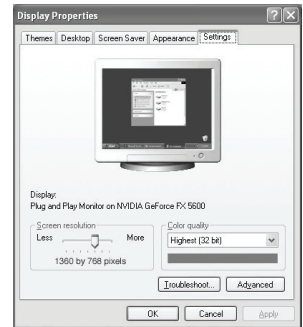 Display Properties
Themes Desktop Screen Saver Appearance Settings
Display:
Plug and Play Monitor on NVIDIA GeForce FX 5600
Screen resolution
Less More
1360 by 768 pixels
Color quality
Highest (32 bit)
Troubleshoot... Advanced
OK Cancel Apply